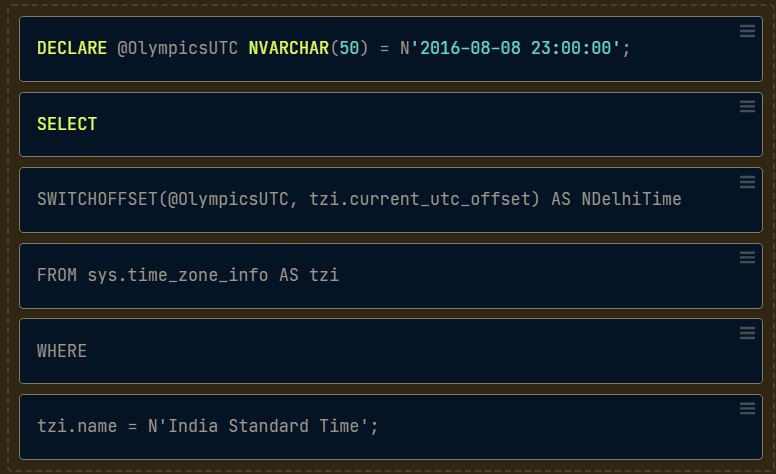 DECLARE @OlympicsUTC NVARCHAR(50) = N'2016-08-08 23:00:00';
SELECT
SWITCHOFFSET(@OlympicsUTC, tzi.current_utc_offset) AS NDelhiTime
FROM sys.time_zone_info AS tzi
WHERE
tzi.name = N'India Standard Time';